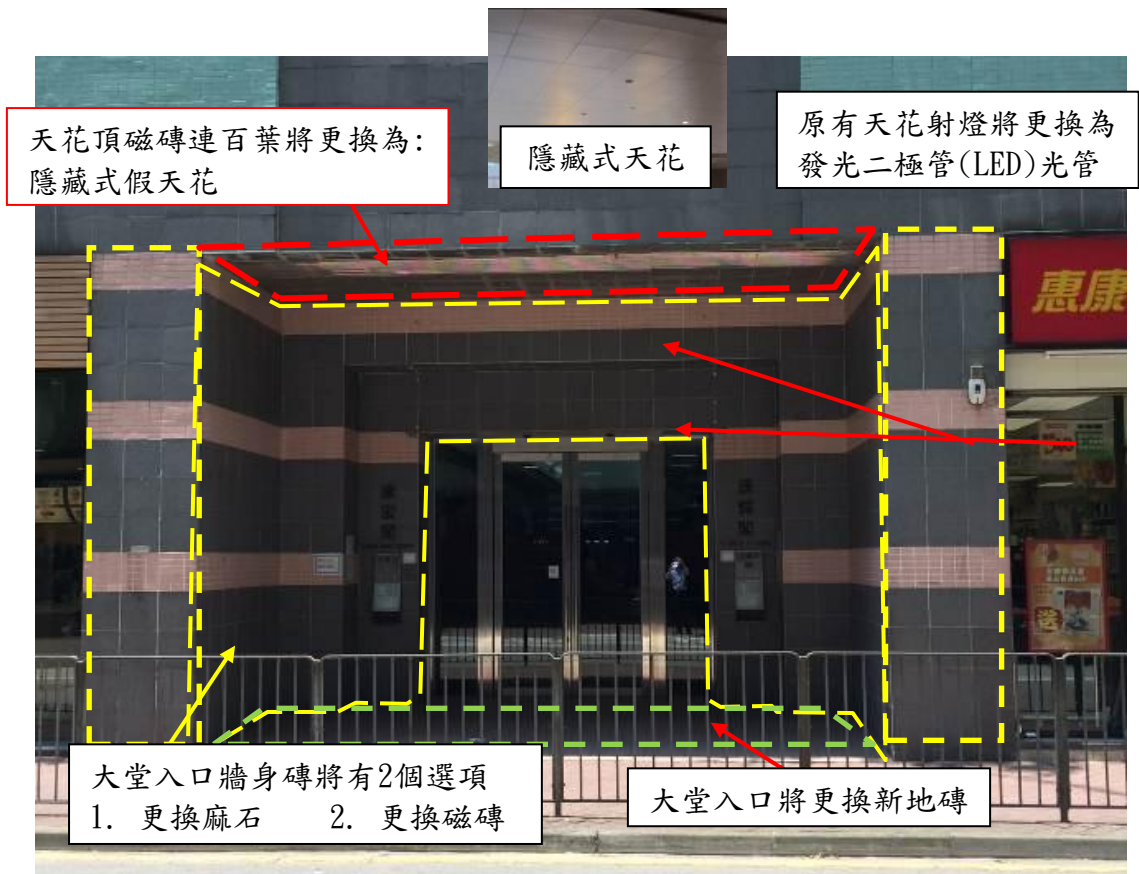 隱藏式天花
天花頂磁磚連百葉將更換為:
隱藏式假天花
原有天花射燈將更換為
發光二極管(LED)光管
惠康
送
大堂入口牆身磚將有2個選項
1. 更換麻石 2. 更換磁磚
大堂入口將更換新地磚